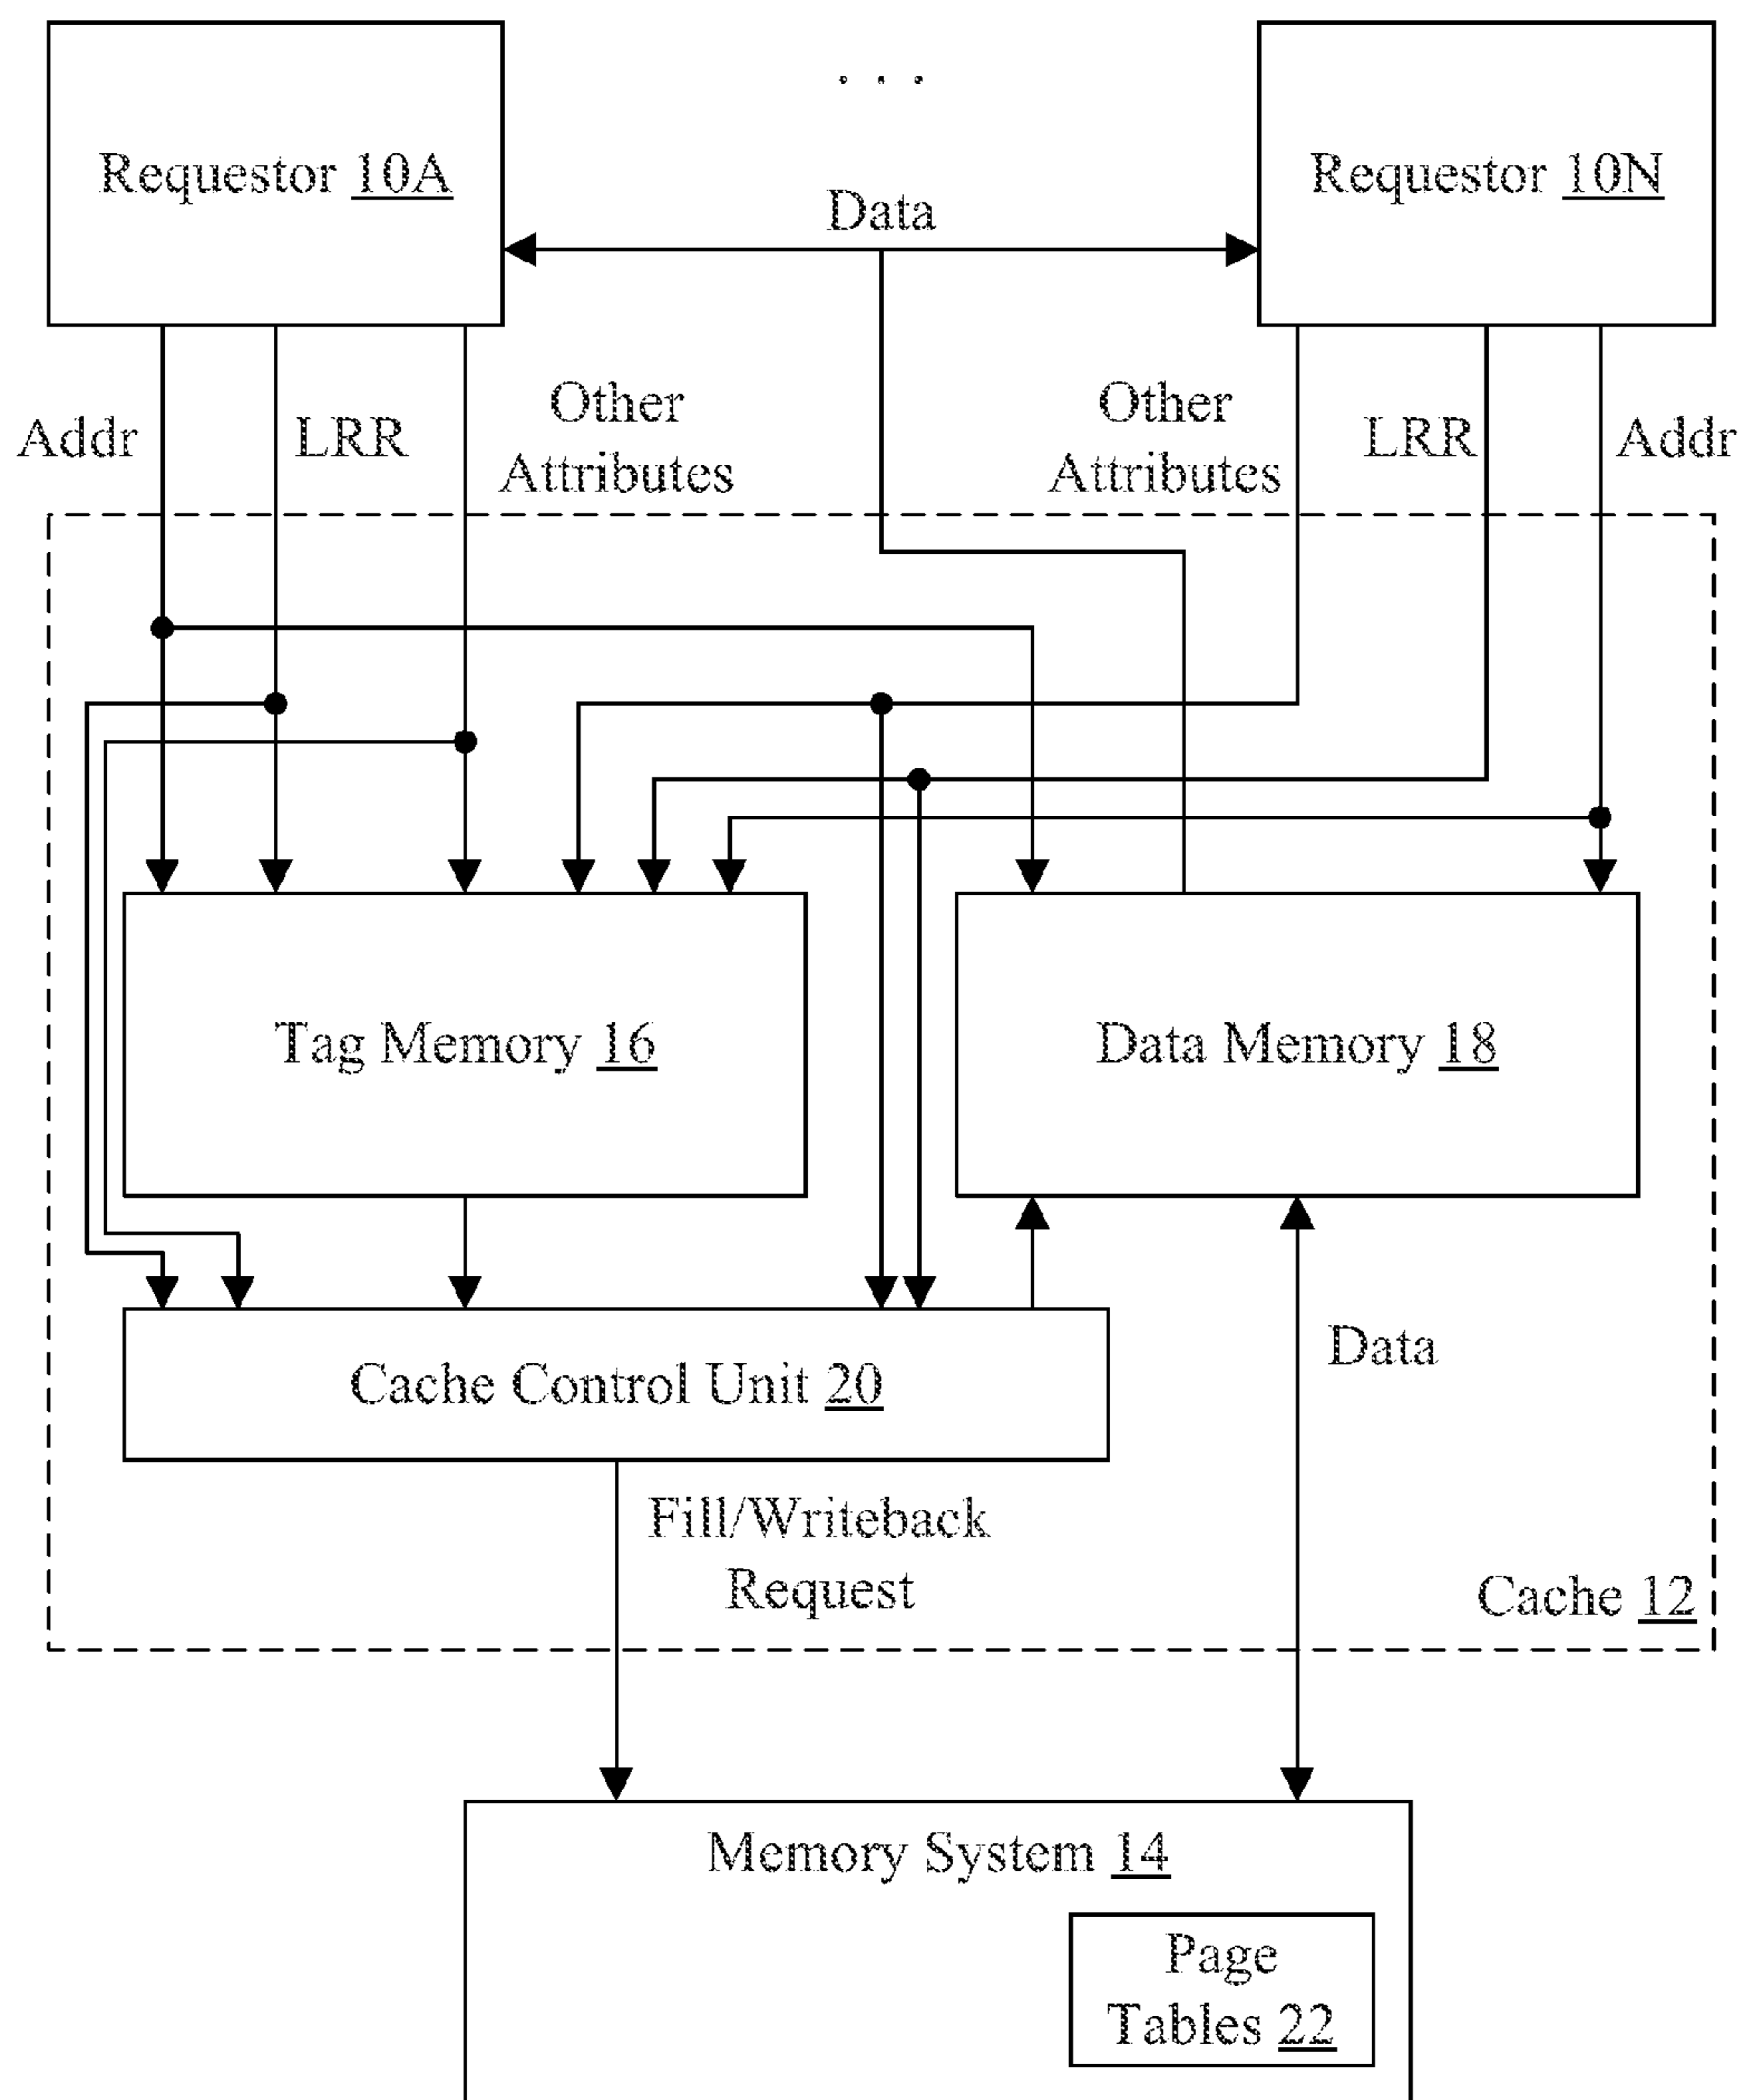 . . .
Requestor 10A
Requestor 10N
Data
Addr
LRR
Other
Attributes
Other
Attributes
LRR
Addr
Tag Memory 16
Data Memory 18
Cache Control Unit 20
Data
Fill/Writeback
Request
Cache 12
Memory System 14
Page
Tables 22